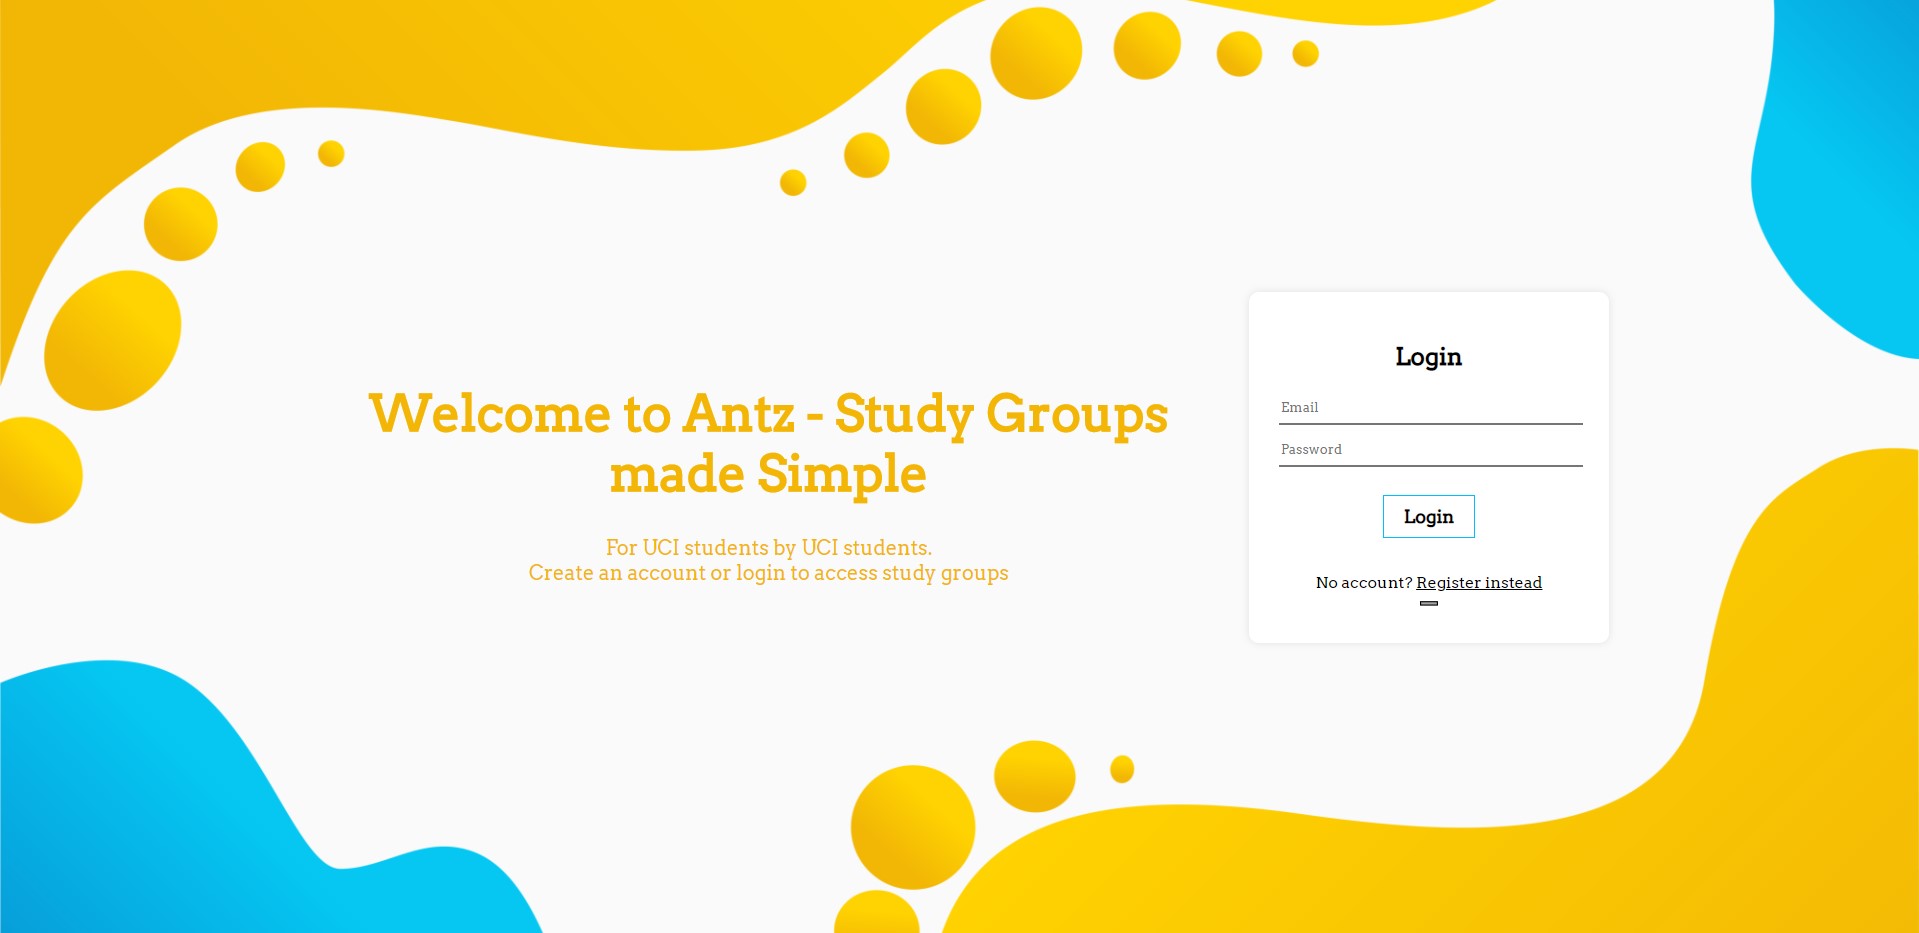 Welcome to Antz - Study Groups
made Simple
For UCI students by UCI students.
Create an account or login to access study groups
Login
Email
Password
Login
No account? Register instead